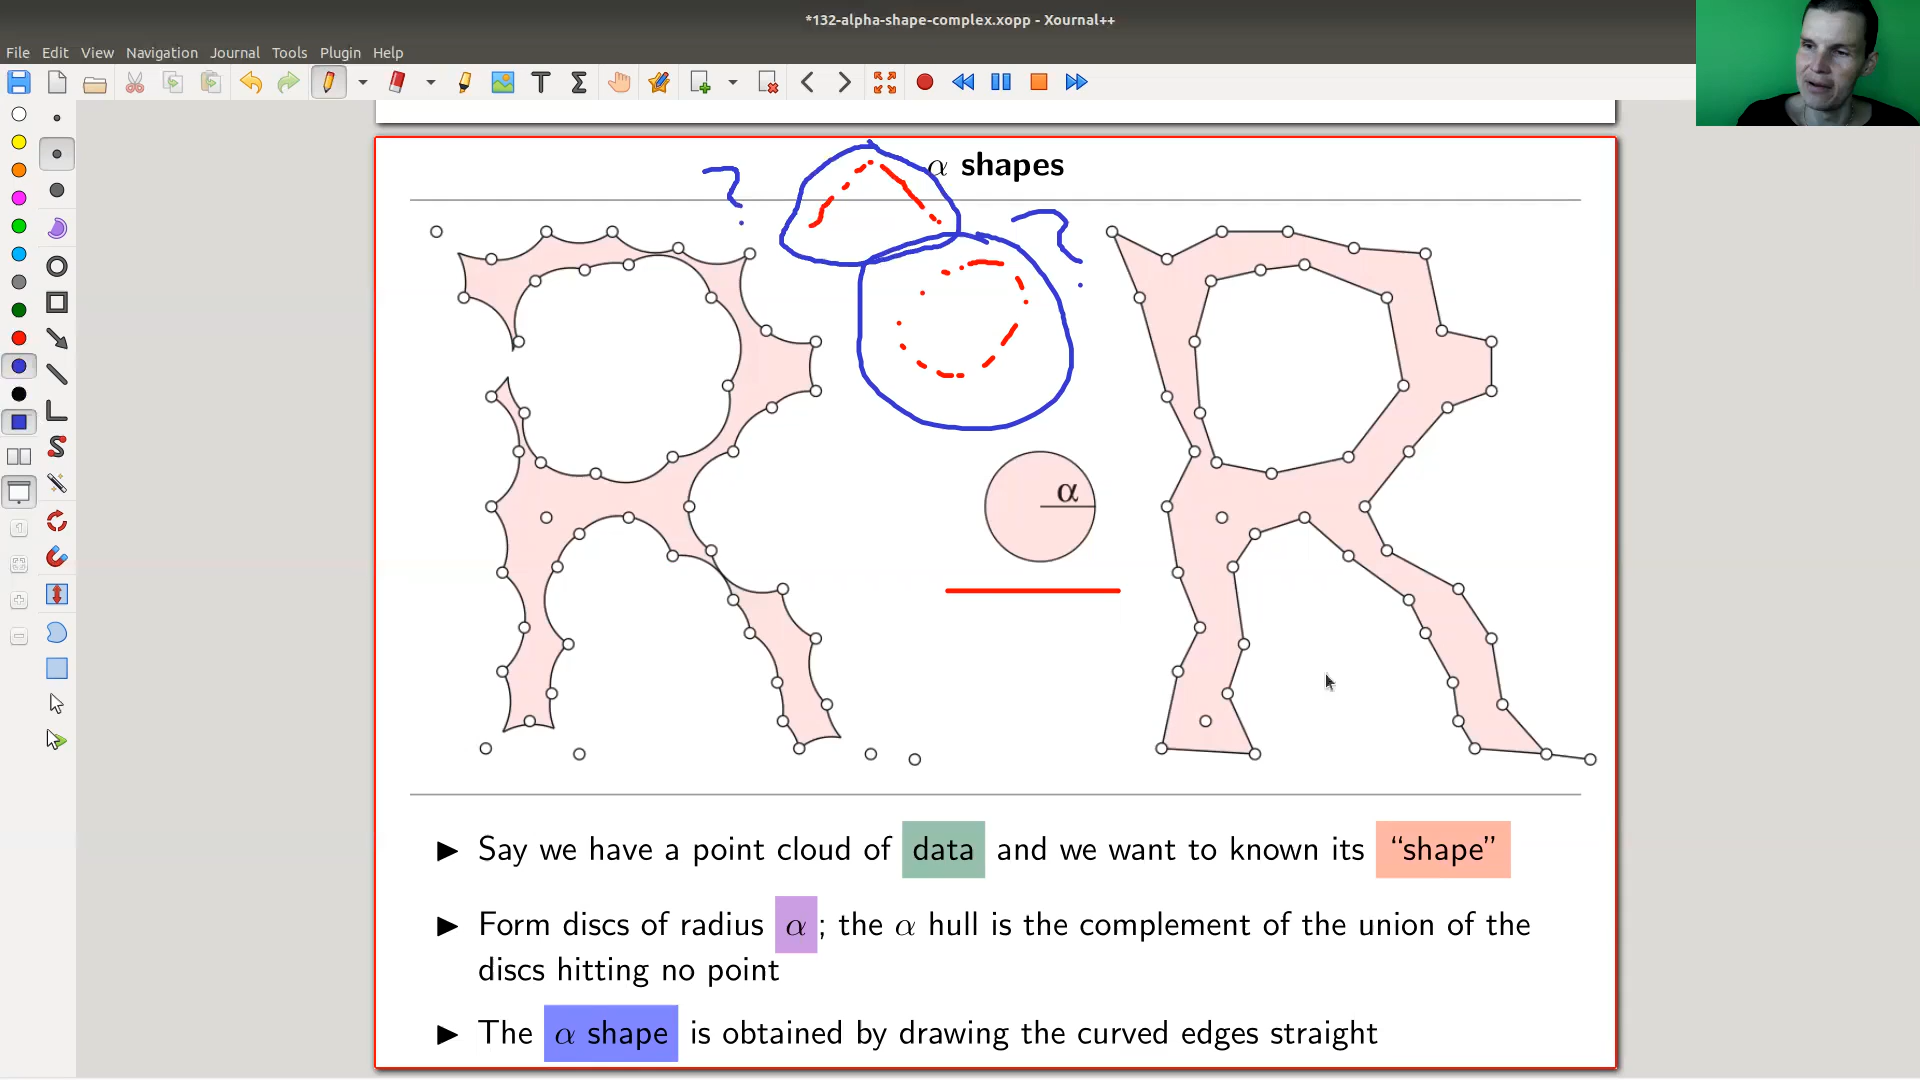 *132-alpha-shape-complex.xopp - Xournal++
File Edit View Navigation Journal Tools Plugin Help
α shapes
?
?
α
▶ Say we have a point cloud of data and we want to known its “shape”
▶ Form discs of radius α ; the α hull is the complement of the union of the
discs hitting no point
▶ The α shape is obtained by drawing the curved edges straight